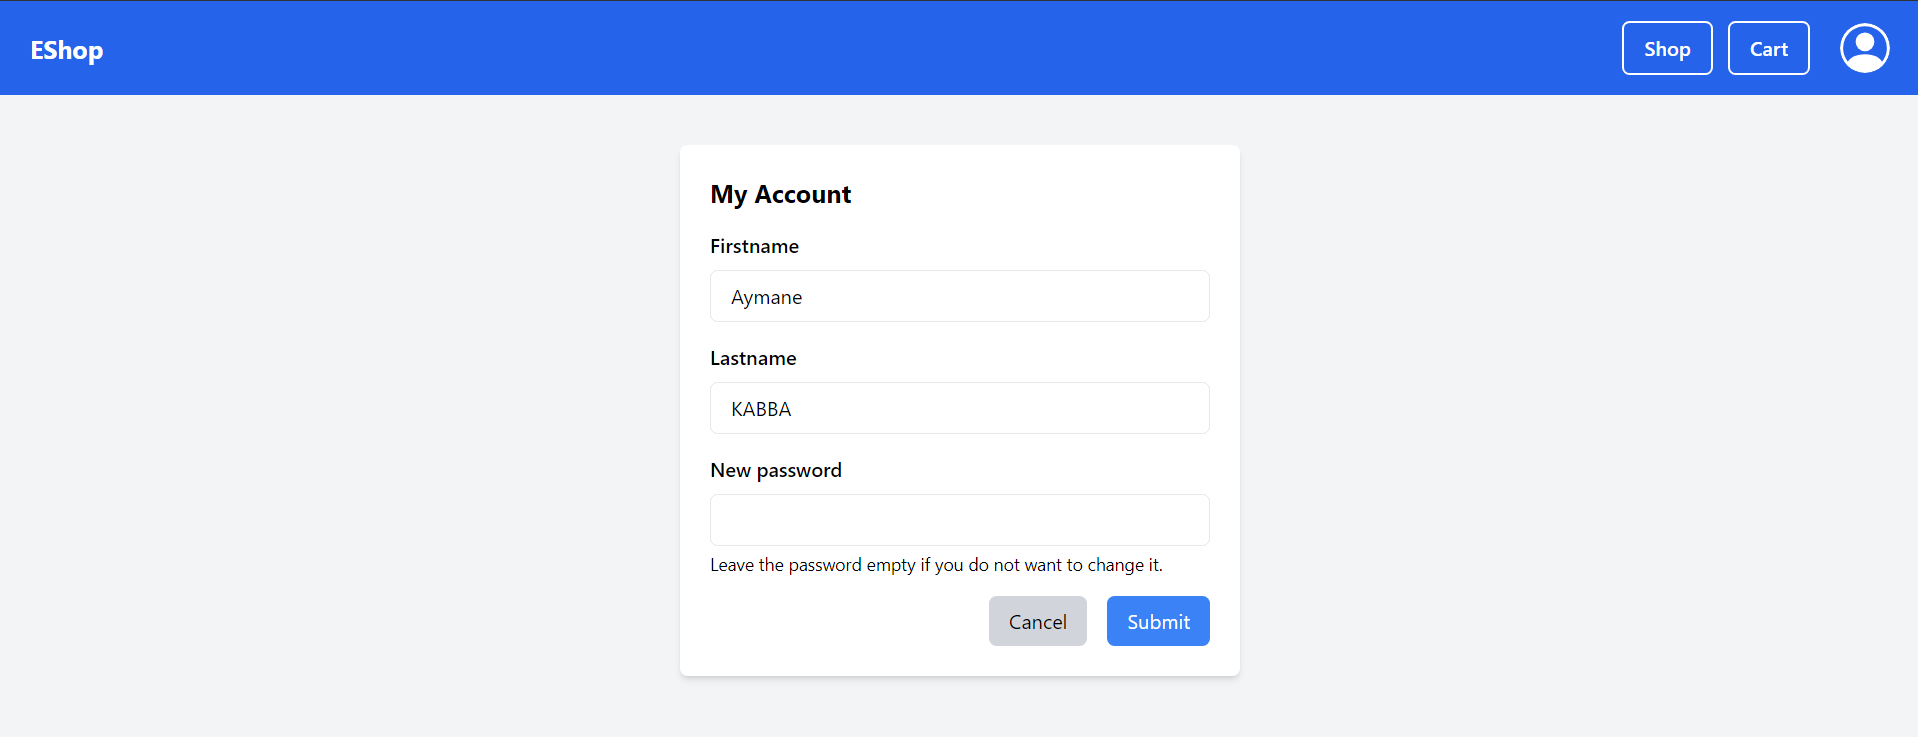 EShop
Shop
Cart
My Account
Firstname
Aymane
Lastname
KABBA
New password
Leave the password empty if you do not want to change it.
Cancel
Submit